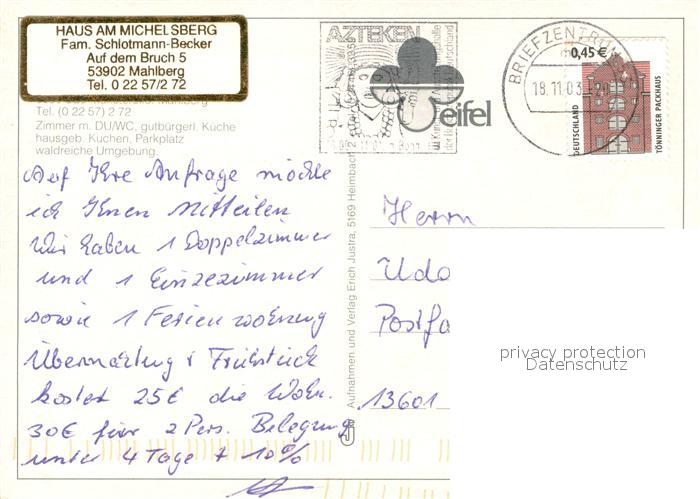 HAUS AM MICHELSBERG
Fam. Schlotmann-Becker
Auf dem Bruch 5
53902 Mahlberg
Tel. 0 22 57/2 72
Tel. (0 22 57) 2 72
Zimmer m. DU/WC, gutbürgerl. Küche
hausgeb. Kuchen, Parkplatz
waldreiche Umgebung.
Auf Ihre Anfrage möchte
ich Ihnen mitteilen
Wir haben 1 Doppelzimmer
und 1 Einzezimmer
sowie 1 Ferienwohnung
Übernachtung + Frühstück
kostet 25€ die Wohn.
30€ für 2 Pers. Belegung
unter 4 Tage + 10%
Aufnahmen und Verlag Erich Justra, 5169 Heimbach
AZTEKEN
eifel
BRIEFZENTRUM
18.11.03
0,45 €
DEUTSCHLAND
TÖNNINGER PACKHAUS
Herrn
Udo
Postfa
13601
privacy protection
Datenschutz